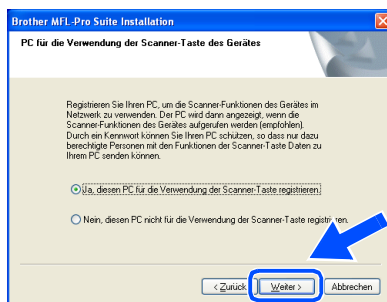 Brother MFL-Pro Suite Installation
PC für die Verwendung der Scanner-Taste des Gerätes
Registrieren Sie Ihren PC, um die Scanner-Funktionen des Gerätes im
Netzwerk zu verwenden. Der PC wird dann angezeigt, wenn die
Scanner-Funktionen des Gerätes aufgerufen werden (empfohlen).
Durch ein Kennwort können Sie Ihren PC schützen, so dass nur dazu
berechtigte Personen mit den Funktionen der Scanner-Taste Daten zu
Ihrem PC senden können.
Ja, diesen PC für die Verwendung der Scanner-Taste registrieren.
Nein, diesen PC nicht für die Verwendung der Scanner-Taste registrieren.
< Zurück Weiter > Abbrechen